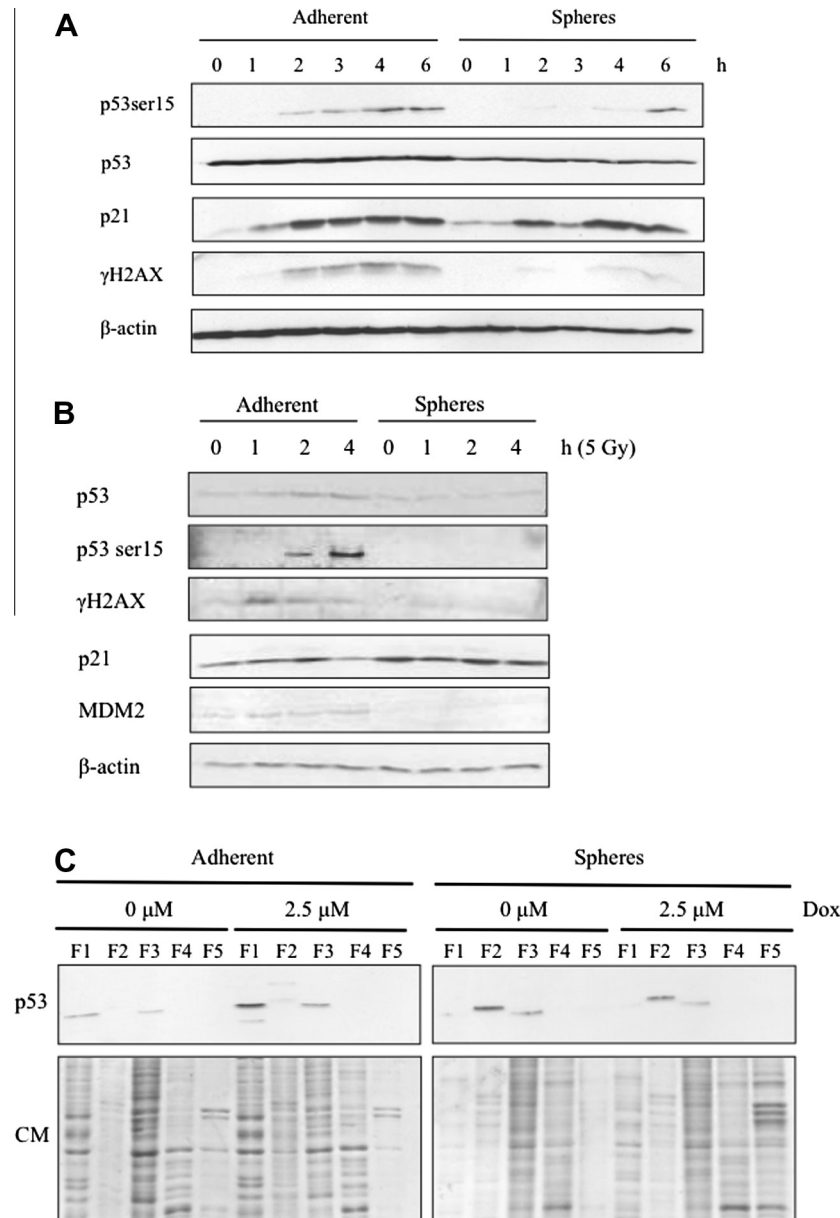 A
Adherent Spheres
0 1 2 3 4 6 0 1 2 3 4 6 h
p53ser15
p53
p21
γH2AX
β-actin
B
Adherent Spheres
0 1 2 4 0 1 2 4 h (5 Gy)
p53
p53 ser15
γH2AX
p21
MDM2
β-actin
C
Adherent Spheres
0 μM 2.5 μM 0 μM 2.5 μM Dox
F1 F2 F3 F4 F5 F1 F2 F3 F4 F5 F1 F2 F3 F4 F5 F1 F2 F3 F4 F5
p53
CM